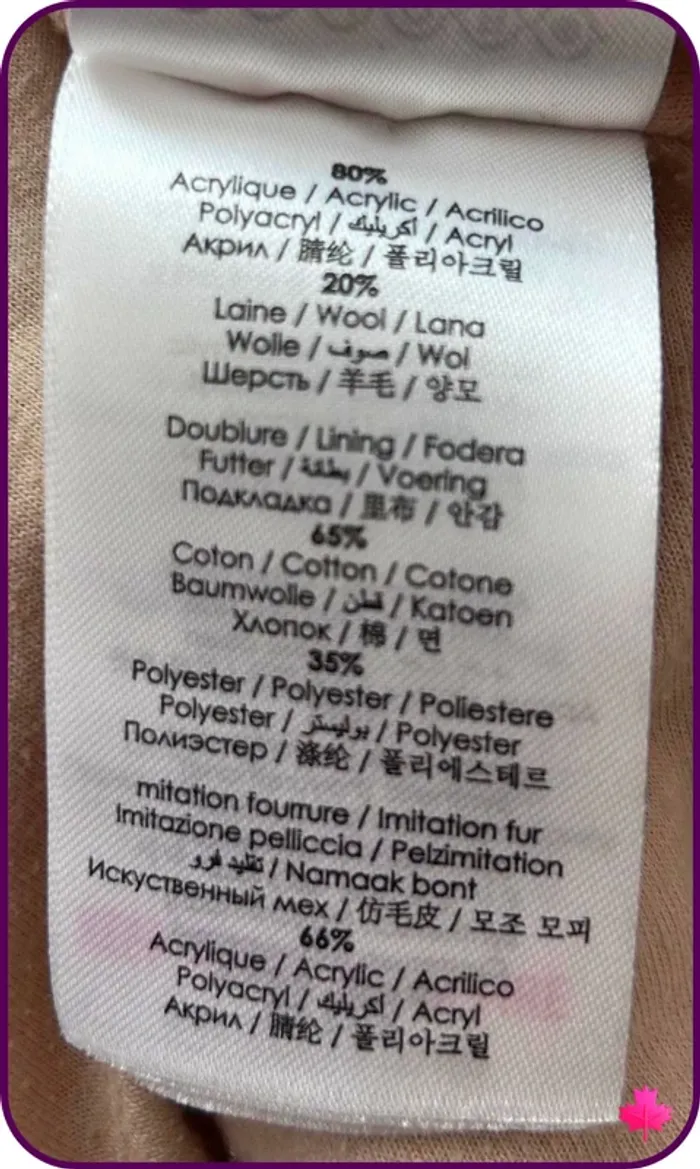 80%
Acrylique / Acrylic / Acrilico
Polyacryl / أكريليك / Acryl
Акрил / 腈纶 / 폴리아크릴
20%
Laine / Wool / Lana
Wolle / صوف / Wol
Шерсть / 羊毛 / 양모
Doublure / Lining / Fodera
Futter / بطانة / Voering
Подкладка / 里布 / 안감
65%
Coton / Cotton / Cotone
Baumwolle / قطن / Katoen
Хлопок / 棉 / 면
35%
Polyester / Polyester / Poliestere
Polyester / بوليستر / Polyester
Полиэстер / 涤纶 / 폴리에스테르
mitation fourrure / Imitation fur
Imitazione pelliccia / Pelzimitation
تقليد فرو / Namaak bont
Искуственный мех / 仿毛皮 / 모조 모피
66%
Acrylique / Acrylic / Acrilico
Polyacryl / أكريليك / Acryl
Акрил / 腈纶 / 폴리아크릴